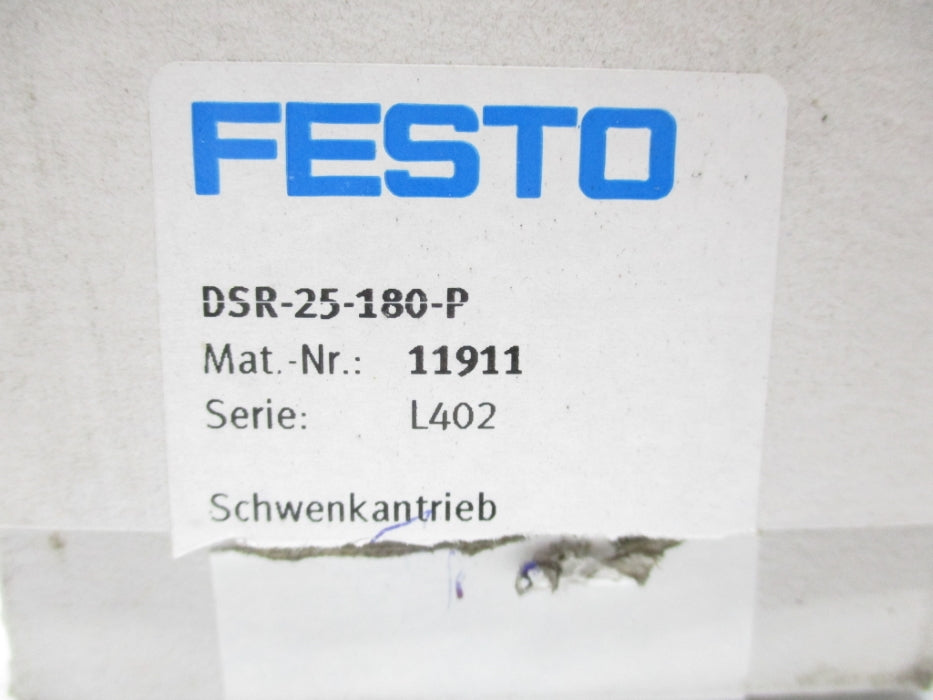 FESTO
DSR-25-180-P
Mat.-Nr.: 11911
Serie: L402
Schwenkantrieb